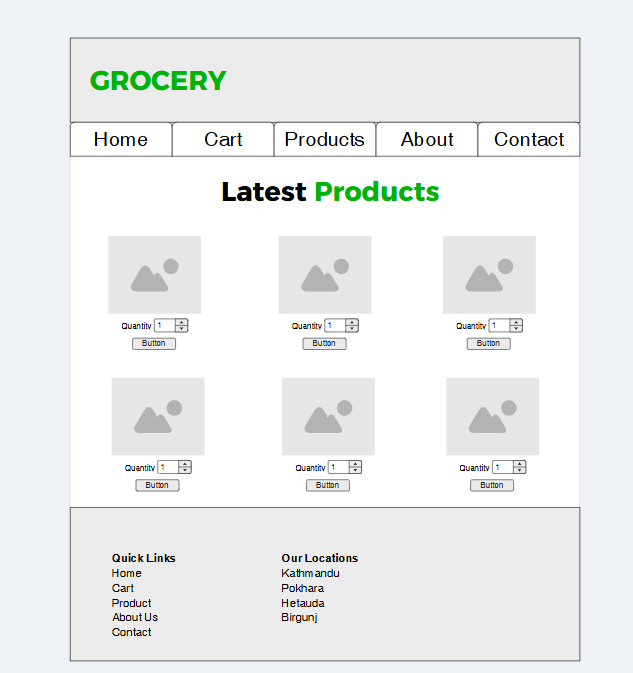 GROCERY
Home Cart Products About Contact
Latest Products
Quantity 1 Quantity 1 Quantity 1
Button Button Button
Quantity 1 Quantity 1 Quantity 1
Button Button Button
Quick Links Our Locations
Home Kathmandu
Cart Pokhara
Product Hetauda
About Us Birgunj
Contact